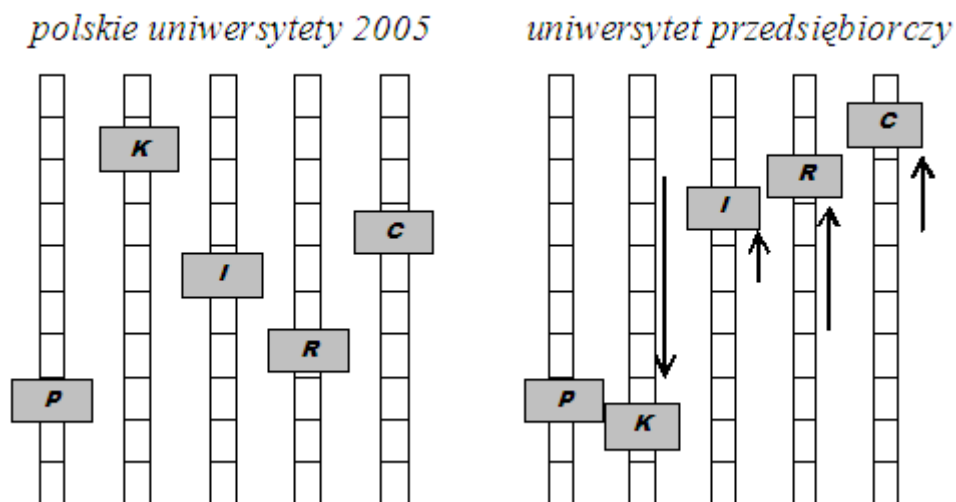 polskie uniwersytety 2005
uniwersytet przedsiębiorczy
K
C
I
R
P
C
R
I
P
K